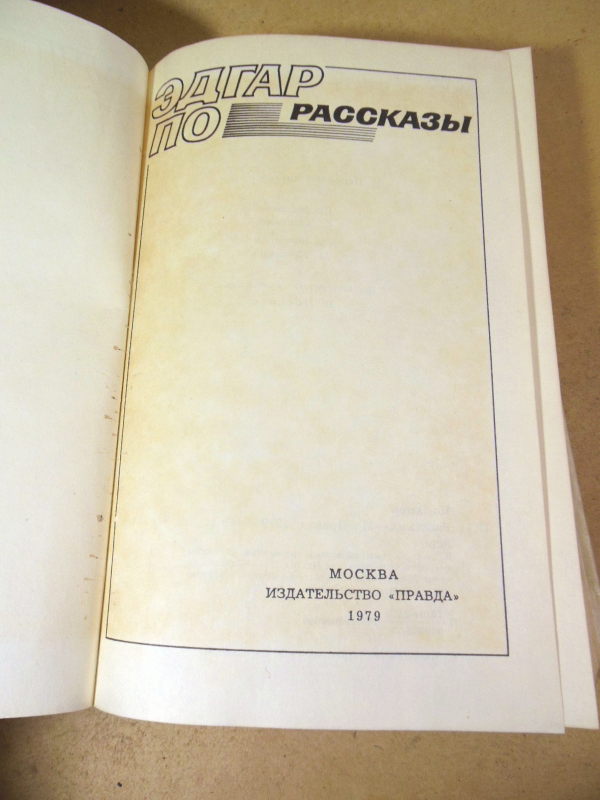 ЭДГАР
ПО
РАССКАЗЫ
МОСКВА
ИЗДАТЕЛЬСТВО «ПРАВДА»
1979